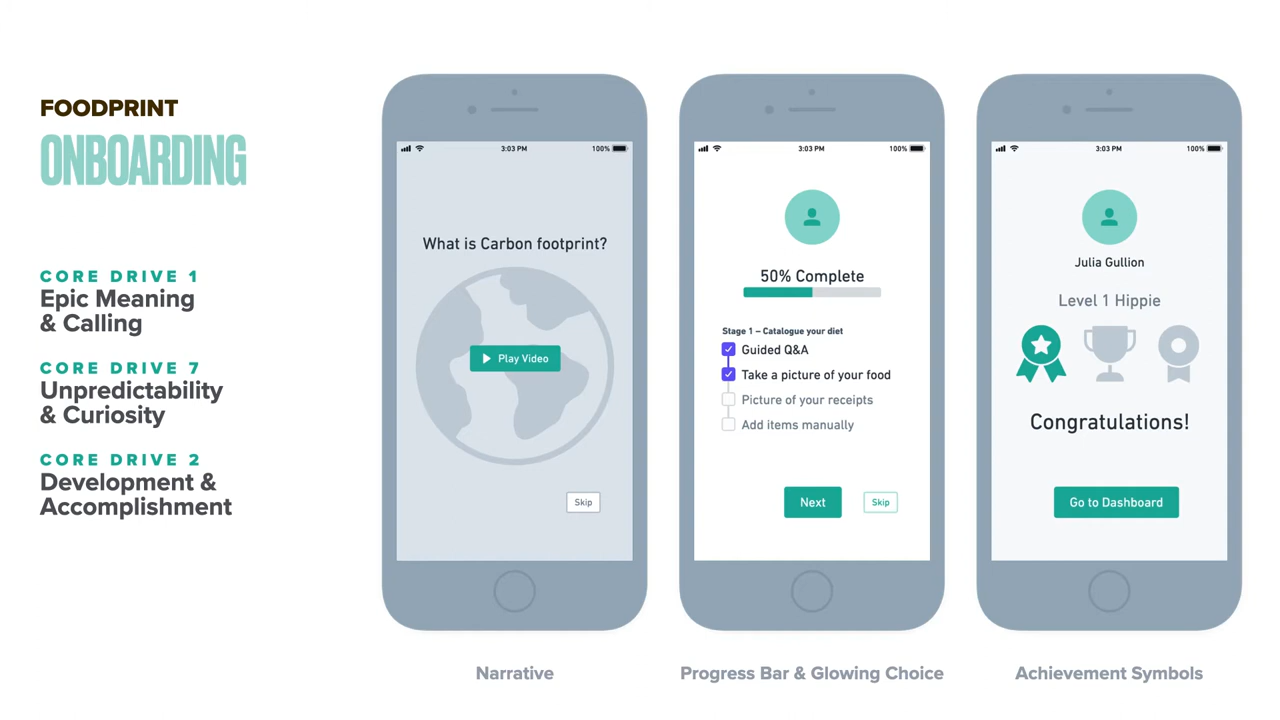 FOODPRINT
ONBOARDING
CORE DRIVE 1
Epic Meaning
& Calling
CORE DRIVE 7
Unpredictability
& Curiosity
CORE DRIVE 2
Development &
Accomplishment
3:03 PM
100%
What is Carbon footprint?
Play Video
Skip
Narrative
3:03 PM
100%
50% Complete
Stage 1 – Catalogue your diet
Guided Q&A
Take a picture of your food
Picture of your receipts
Add items manually
Next
Skip
Progress Bar & Glowing Choice
3:03 PM
100%
Julia Gullion
Level 1 Hippie
Congratulations!
Go to Dashboard
Achievement Symbols